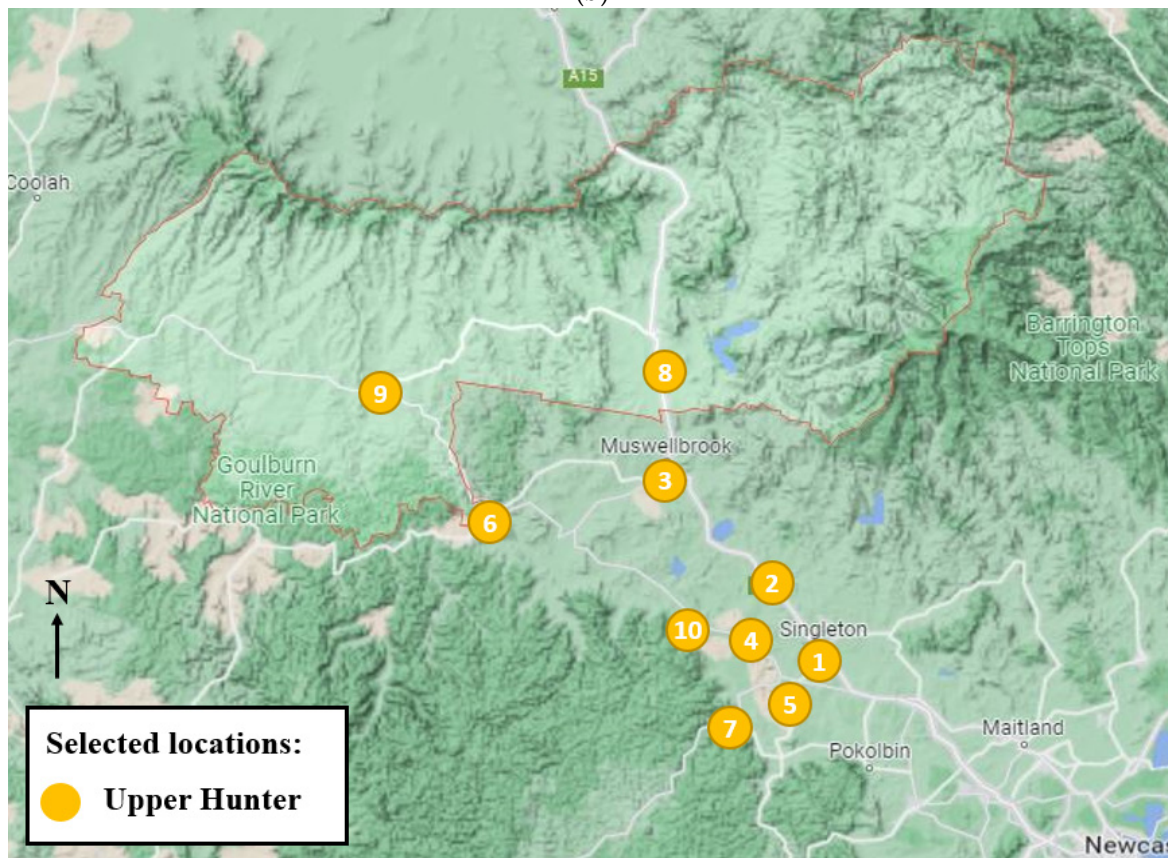 A15
Coolah
Barrington
Tops
National Park
8
9
Muswellbrook
3
Goulburn
River
National Park
6
N
2
10
4
Singleton
1
5
7
Maitland
Pokolbin
Selected locations:
Upper Hunter
Newcas